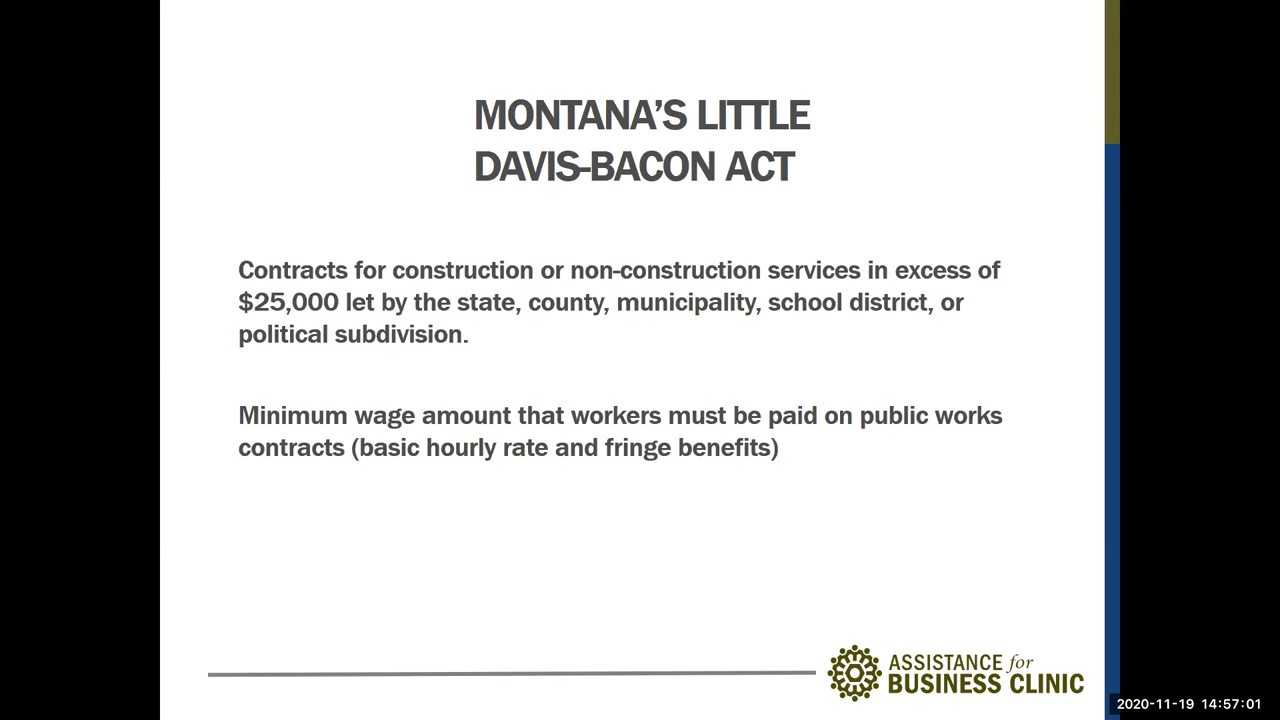 MONTANA’S LITTLE
DAVIS-BACON ACT
Contracts for construction or non-construction services in excess of
$25,000 let by the state, county, municipality, school district, or
political subdivision.
Minimum wage amount that workers must be paid on public works
contracts (basic hourly rate and fringe benefits)
ASSISTANCE for
BUSINESS CLINIC
2020-11-19 14:57:01